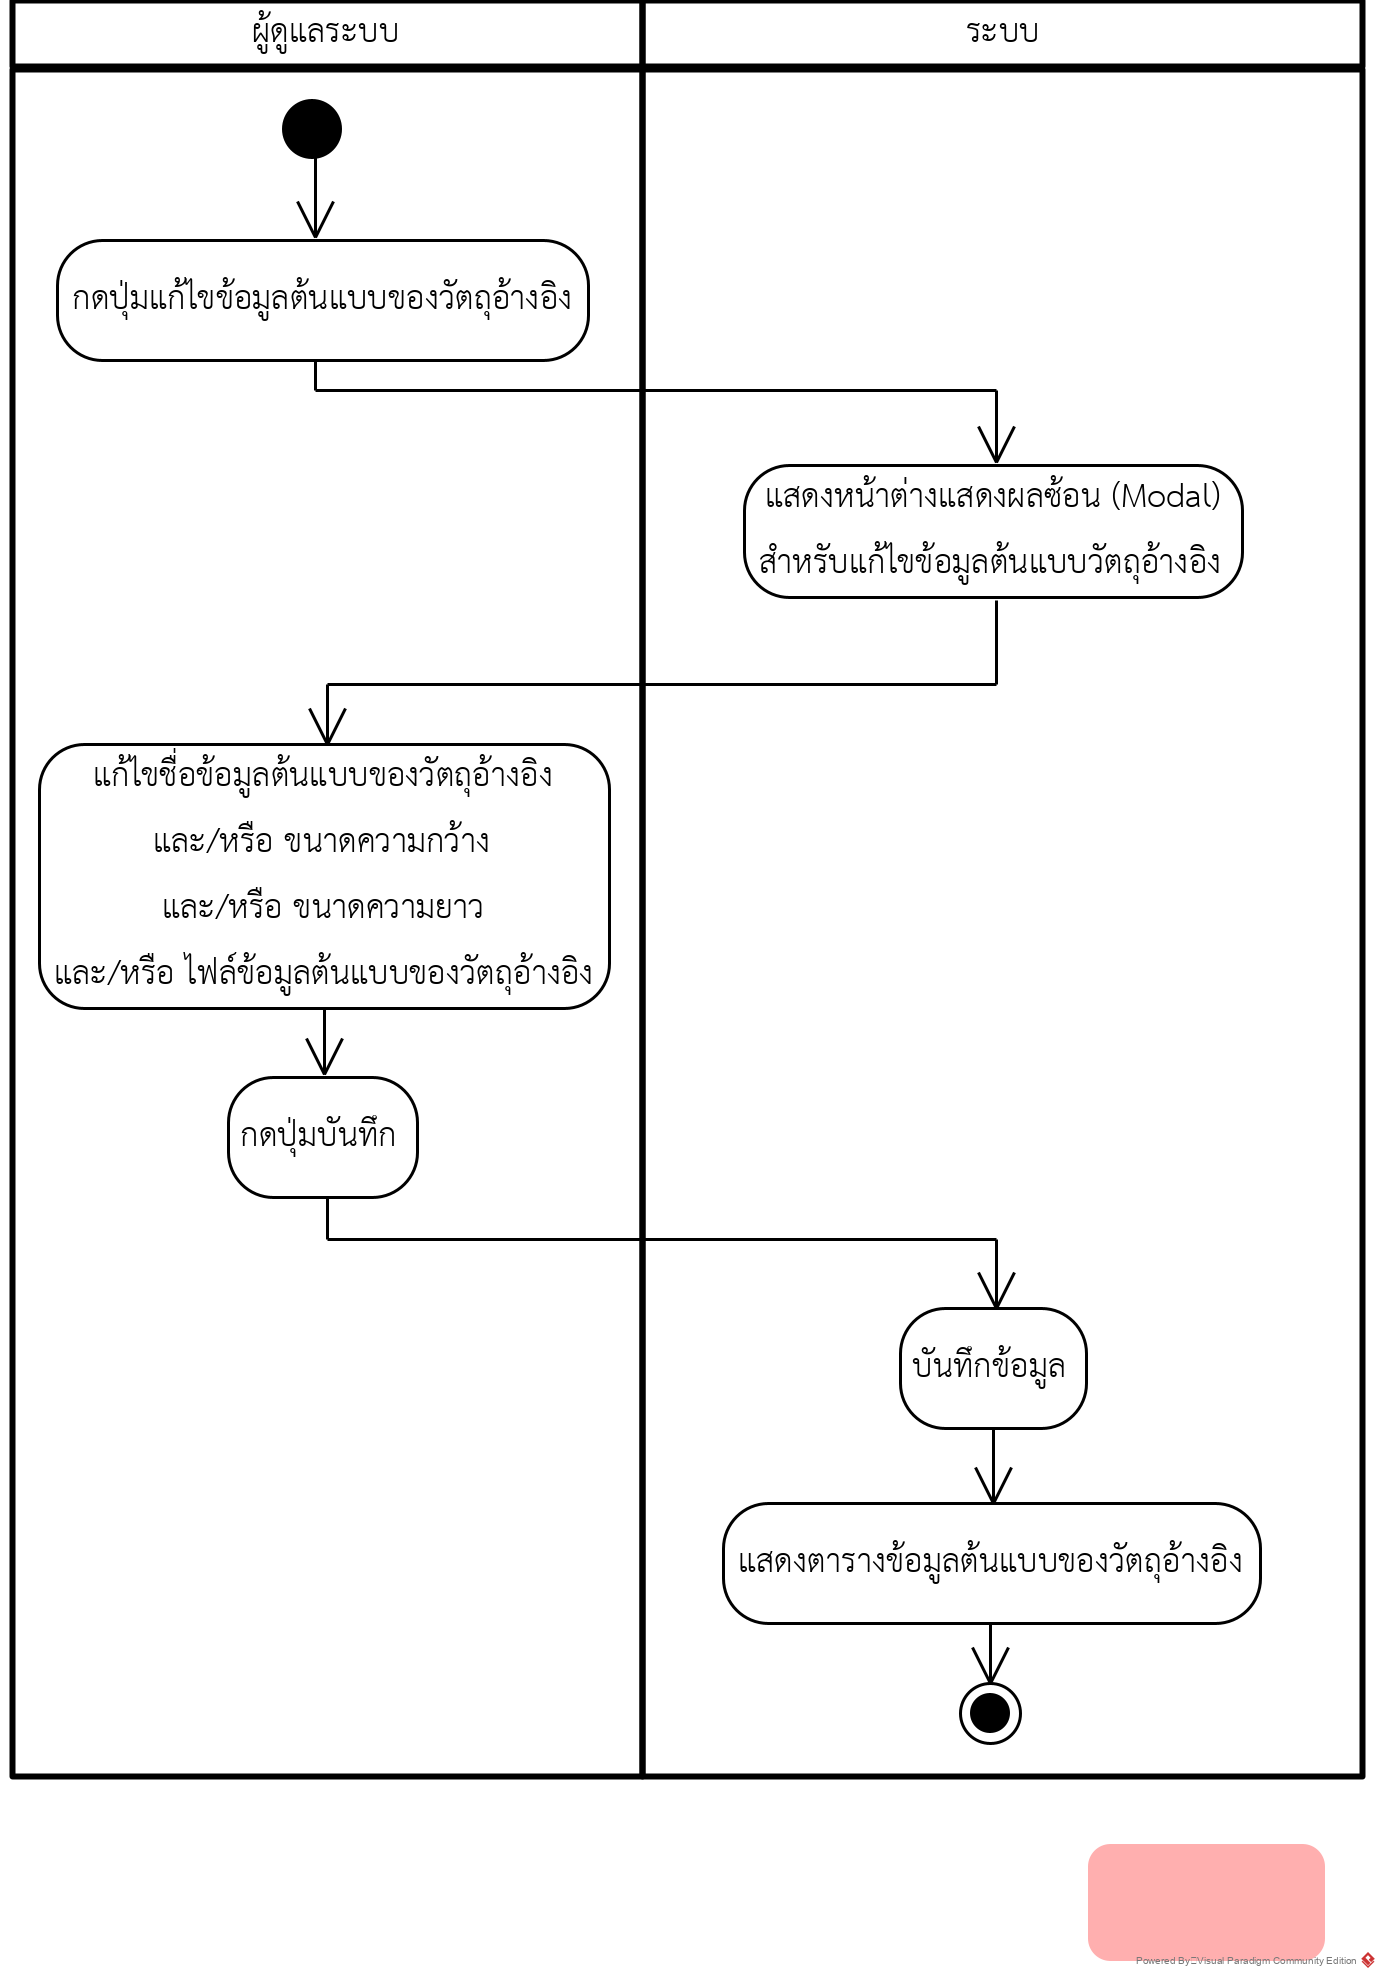 ผู้ดูแลระบบ
ระบบ
กดปุ่มแก้ไขข้อมูลต้นแบบของวัตถุอ้างอิง
แสดงหน้าต่างแสดงผลซ้อน (Modal)
สำหรับแก้ไขข้อมูลต้นแบบวัตถุอ้างอิง
แก้ไขชื่อข้อมูลต้นแบบของวัตถุอ้างอิง
และ/หรือ ขนาดความกว้าง
และ/หรือ ขนาดความยาว
และ/หรือ ไฟล์ข้อมูลต้นแบบของวัตถุอ้างอิง
กดปุ่มบันทึก
บันทึกข้อมูล
แสดงตารางข้อมูลต้นแบบของวัตถุอ้างอิง
Powered By Visual Paradigm Community Edition